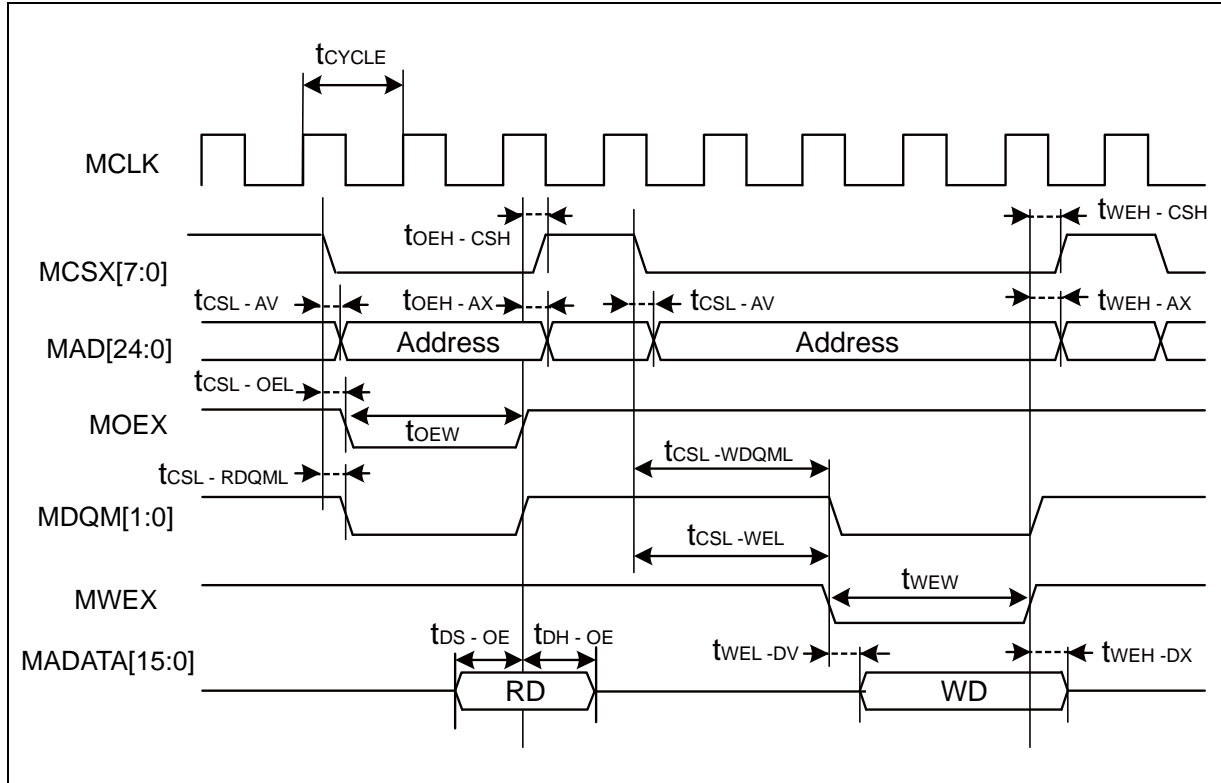 tCYCLE
MCLK
tOEH - CSH
tWEH - CSH
MCSX[7:0]
tCSL - AV
tOEH - AX
tCSL - AV
tWEH - AX
MAD[24:0]
Address
Address
tCSL - OEL
MOEX
tOEW
tCSL -WDQML
tCSL - RDQML
MDQM[1:0]
tCSL -WEL
MWEX
tWEW
tDS - OE
tDH - OE
MADATA[15:0]
tWEL -DV
tWEH -DX
RD
WD